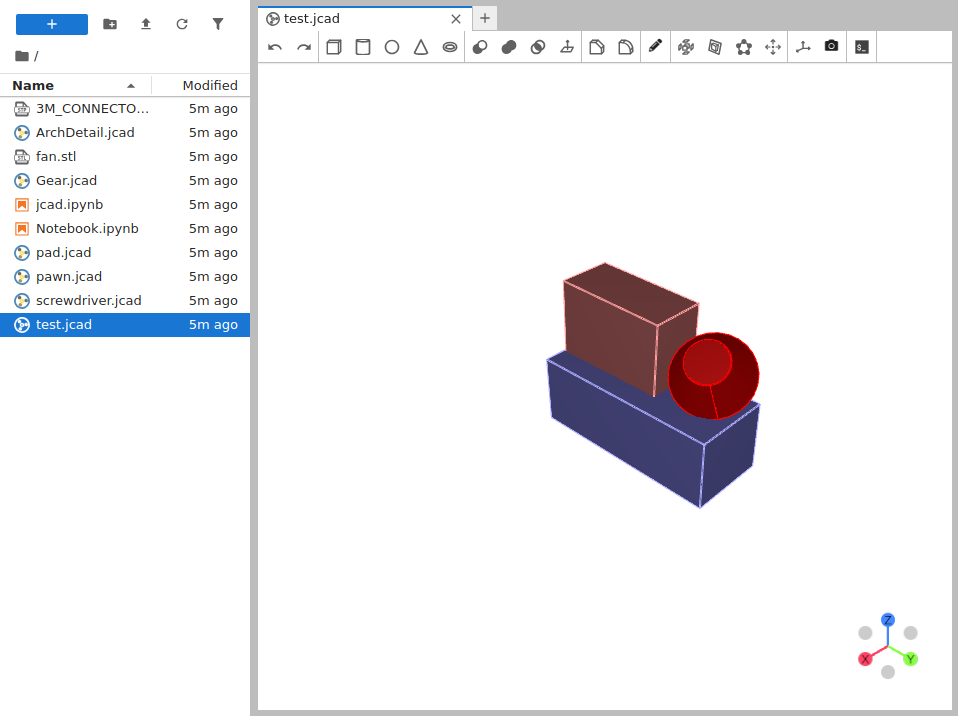 +
/
Name Modified
3M_CONNECTO... 5m ago
ArchDetail.jcad 5m ago
fan.stl 5m ago
Gear.jcad 5m ago
jcad.ipynb 5m ago
Notebook.ipynb 5m ago
pad.jcad 5m ago
pawn.jcad 5m ago
screwdriver.jcad 5m ago
test.jcad 5m ago
test.jcad
Z
X Y